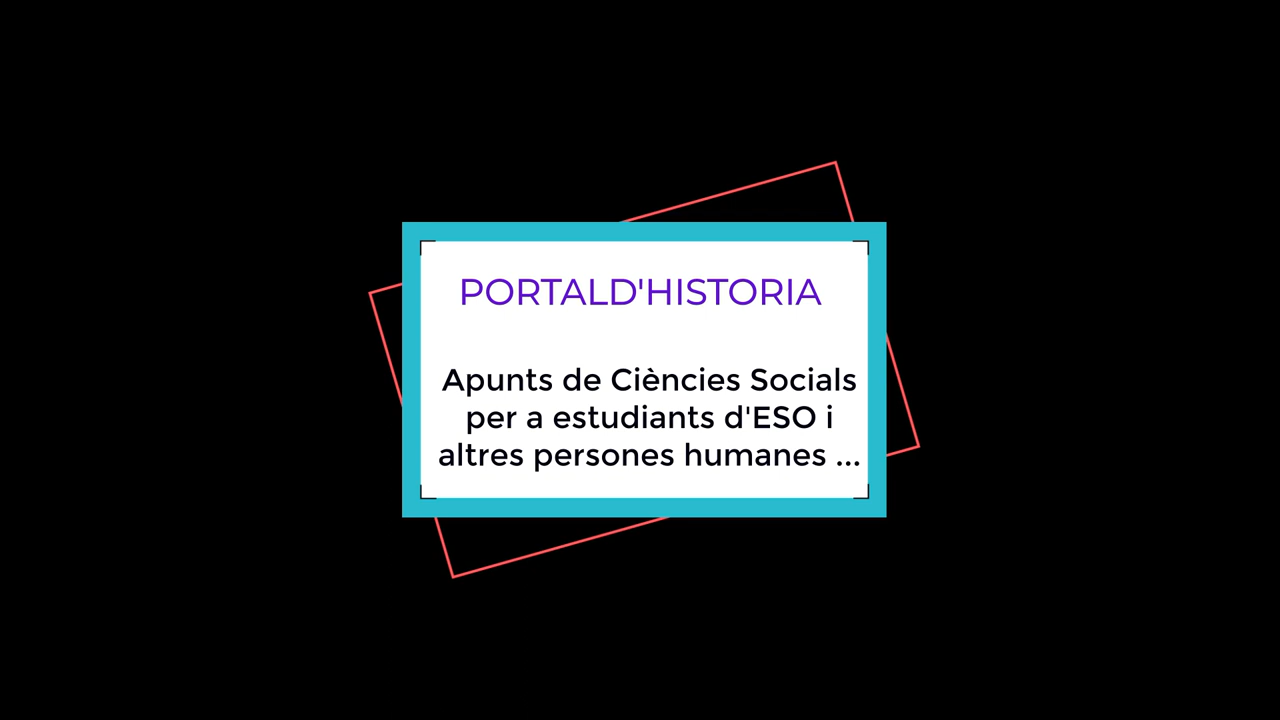 PORTALD'HISTORIA
Apunts de Ciències Socials
per a estudiants d'ESO i
altres persones humanes ...